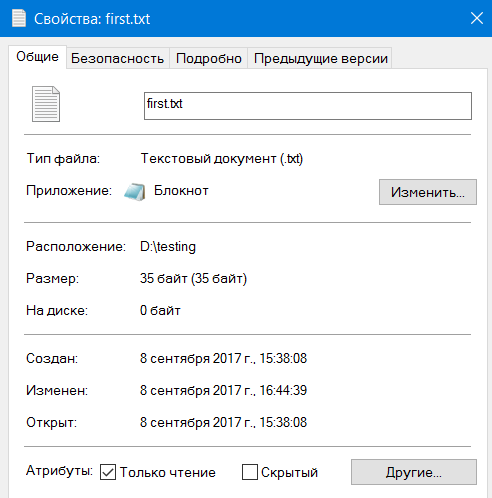 Свойства: first.txt
Общие Безопасность Подробно Предыдущие версии
first.txt
Тип файла: Текстовый документ (.txt)
Приложение: Блокнот Изменить...
Расположение: D:\testing
Размер: 35 байт (35 байт)
На диске: 0 байт
Создан: 8 сентября 2017 г., 15:38:08
Изменен: 8 сентября 2017 г., 16:44:39
Открыт: 8 сентября 2017 г., 15:38:08
Атрибуты: Только чтение Скрытый Другие...